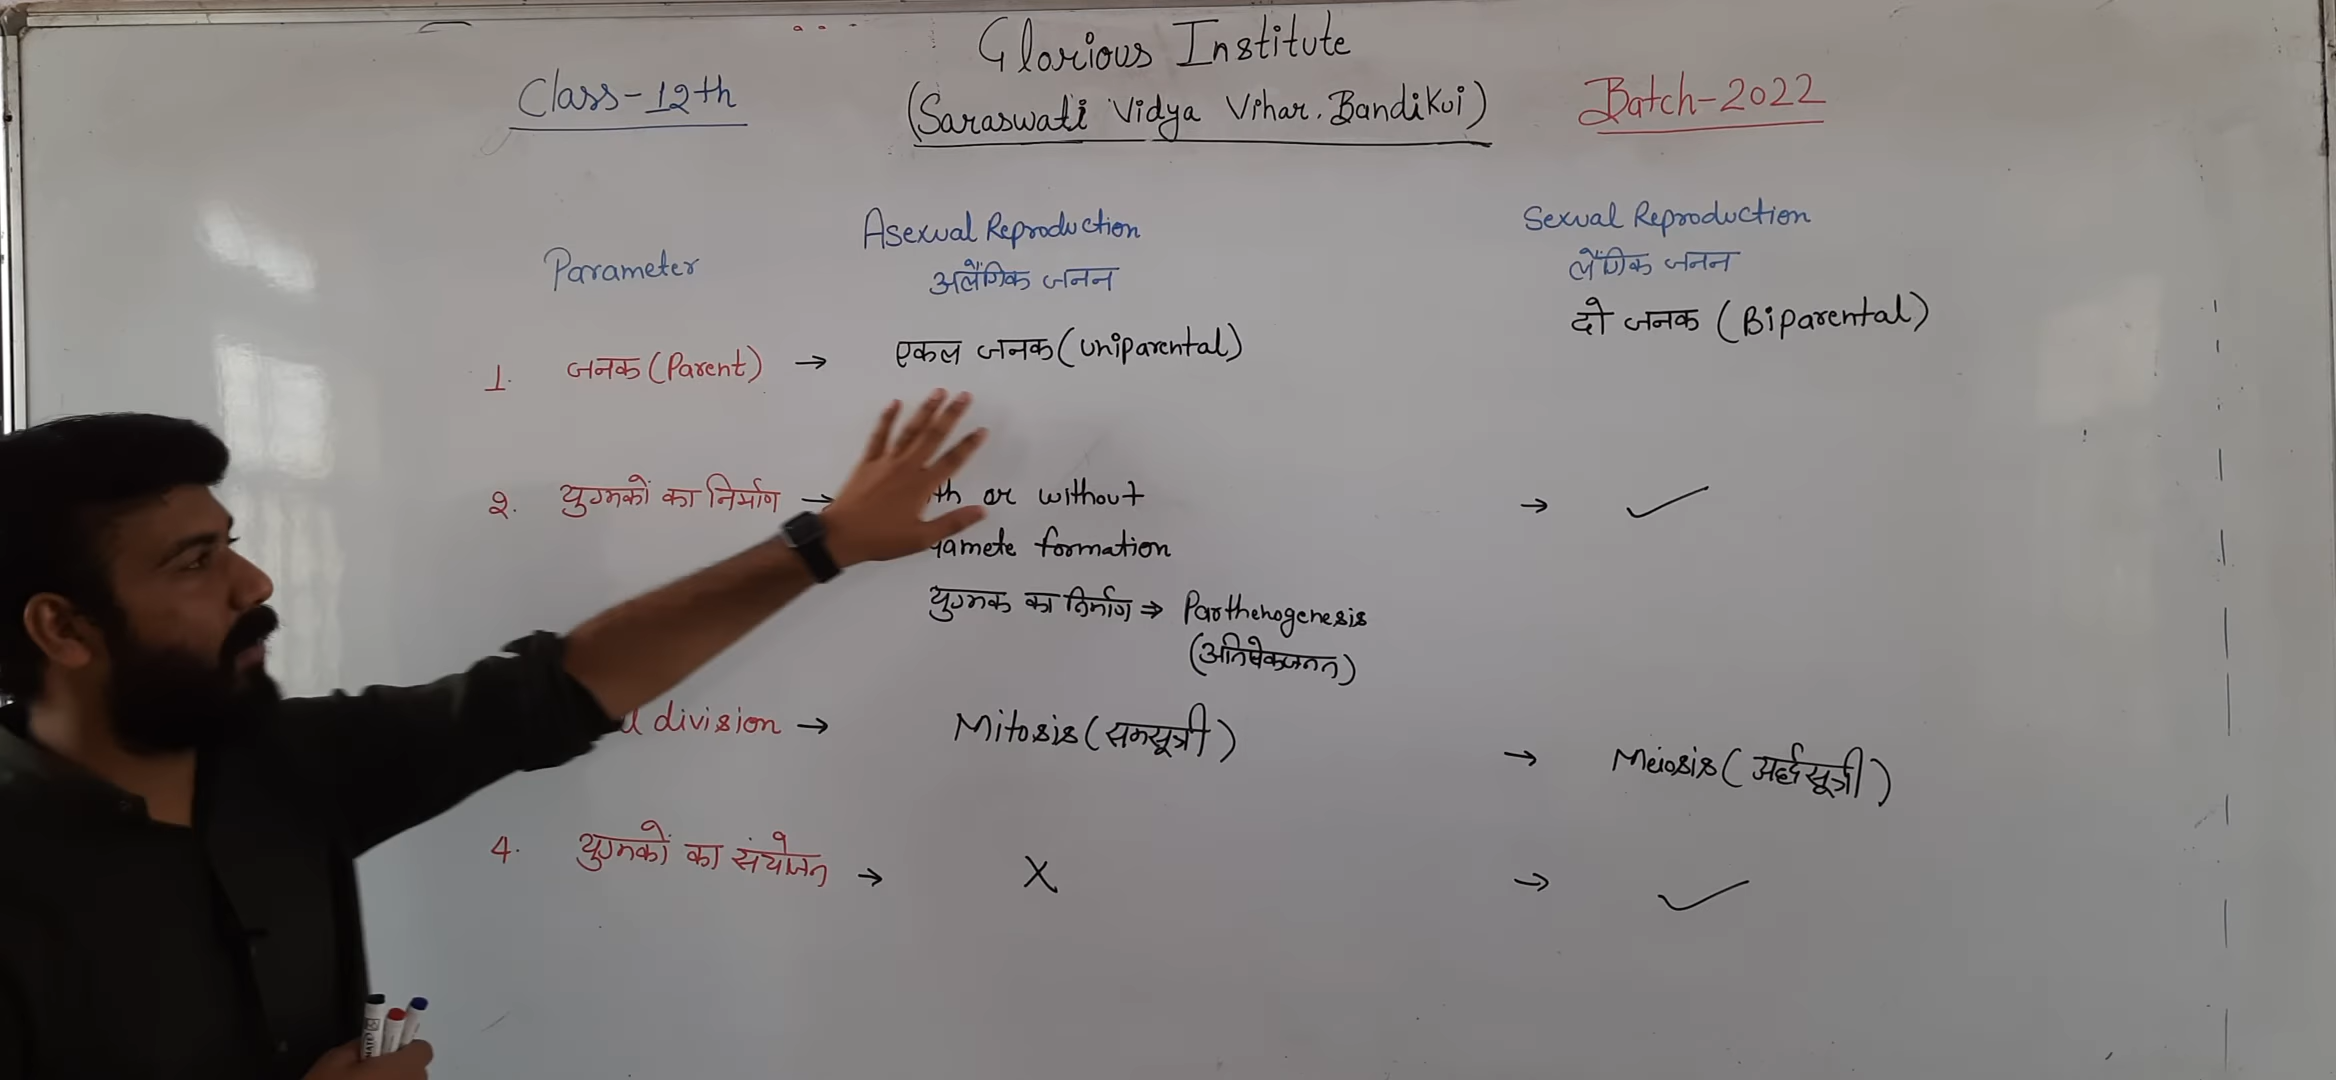 Glorious Institute
Class-12th
(Saraswati Vidya Vihar, Bandikui)
Batch-2022
Parameter
Asexual Reproduction
अलैंगिक जनन
Sexual Reproduction
लैंगिक जनन
1. जनक (Parent) →
एकल जनक (Uniparental)
दो जनक (Biparental)
2. युग्मकों का निर्माण →
or without
gamete formation
युग्मक का निर्माण ⇒ Parthenogenesis
(अनिषेकजनन)
→ ✓
division →
Mitosis (समसूत्री)
→ Meiosis (अर्द्धसूत्री)
4. युग्मकों का संयोजन →
X
→ ✓